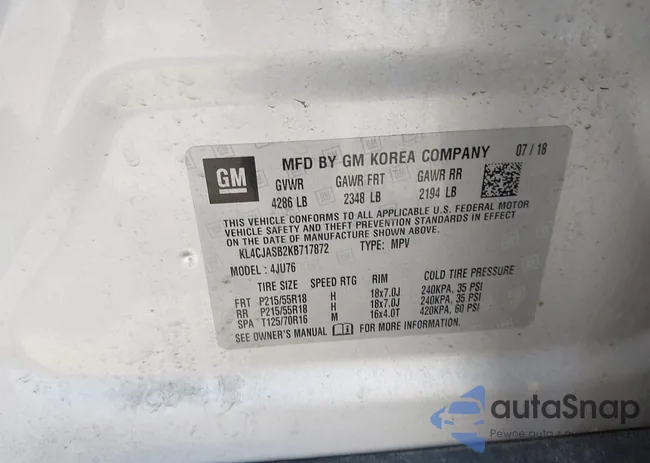 GM
MFD BY GM KOREA COMPANY 07/18
GVWR GAWR FRT GAWR RR
4286 LB 2348 LB 2194 LB
THIS VEHICLE CONFORMS TO ALL APPLICABLE U.S. FEDERAL MOTOR
VEHICLE SAFETY AND THEFT PREVENTION STANDARDS IN EFFECT
ON THE DATE OF MANUFACTURE SHOWN ABOVE.
KL4CJASB2KB717872 TYPE: MPV
MODEL: 4JU76
TIRE SIZE SPEED RTG RIM COLD TIRE PRESSURE
FRT P215/55R18 H 18x7.0J 240KPA, 35 PSI
RR P215/55R18 H 18x7.0J 240KPA, 35 PSI
SPA T125/70R16 M 16x4.0T 420KPA, 60 PSI
SEE OWNER'S MANUAL FOR MORE INFORMATION.
autaSnap
Pewne auto z